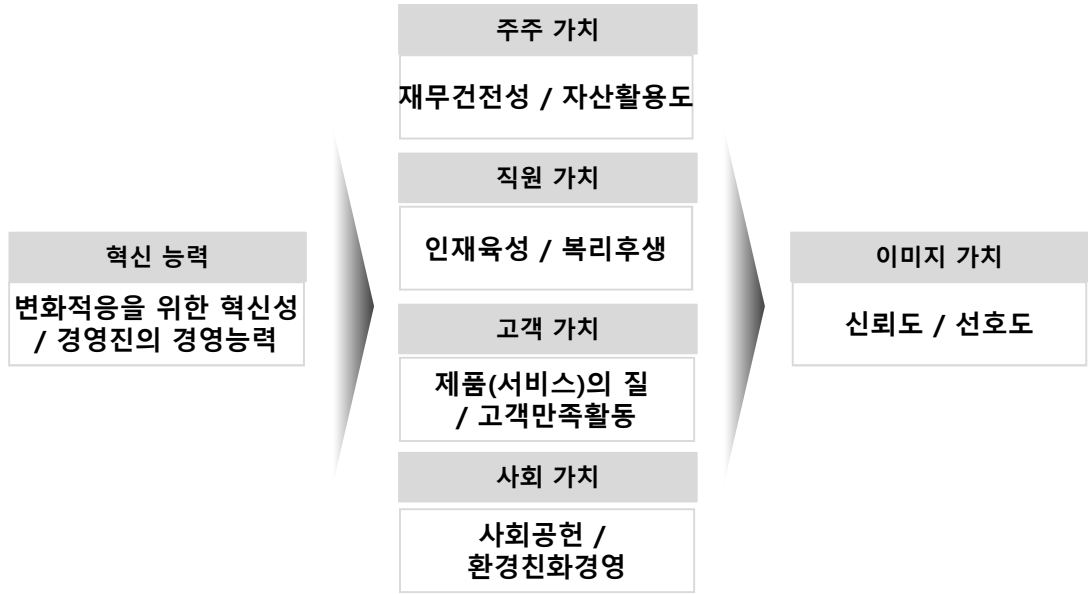 혁신 능력
변화적응을 위한 혁신성
/ 경영진의 경영능력
주주 가치
재무건전성 / 자산활용도
직원 가치
인재육성 / 복리후생
고객 가치
제품(서비스)의 질
/ 고객만족활동
사회 가치
사회공헌 /
환경친화경영
이미지 가치
신뢰도 / 선호도